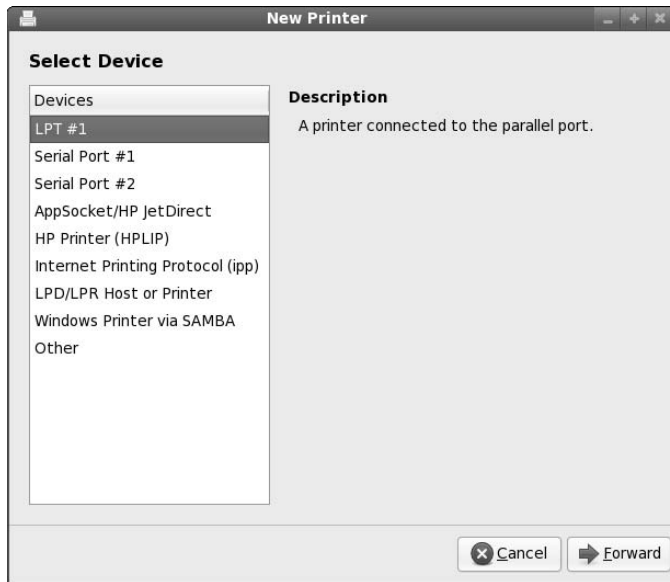 New Printer
Select Device
Devices
LPT #1
Serial Port #1
Serial Port #2
AppSocket/HP JetDirect
HP Printer (HPLIP)
Internet Printing Protocol (ipp)
LPD/LPR Host or Printer
Windows Printer via SAMBA
Other
Description
A printer connected to the parallel port.
Cancel
Forward